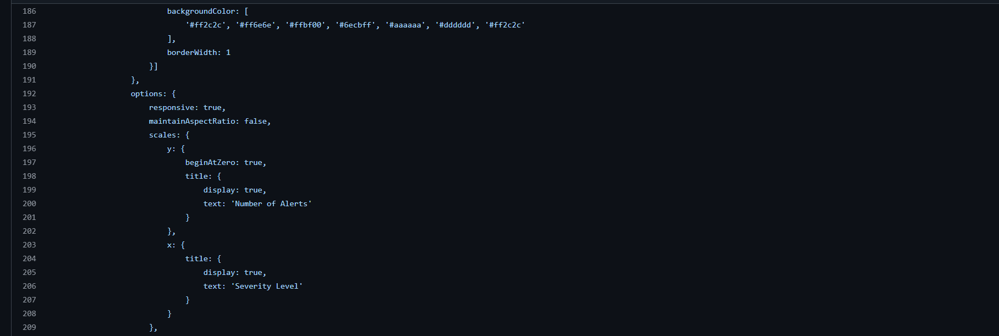 186 backgroundColor: [
187 '#ff2c2c', '#ff6e6e', '#ffbf00', '#6ecbff', '#aaaaaa', '#dddddd', '#ff2c2c'
188 ],
189 borderWidth: 1
190 }]
191 },
192 options: {
193 responsive: true,
194 maintainAspectRatio: false,
195 scales: {
196 y: {
197 beginAtZero: true,
198 title: {
199 display: true,
200 text: 'Number of Alerts'
201 }
202 },
203 x: {
204 title: {
205 display: true,
206 text: 'Severity Level'
207 }
208 }
209 },